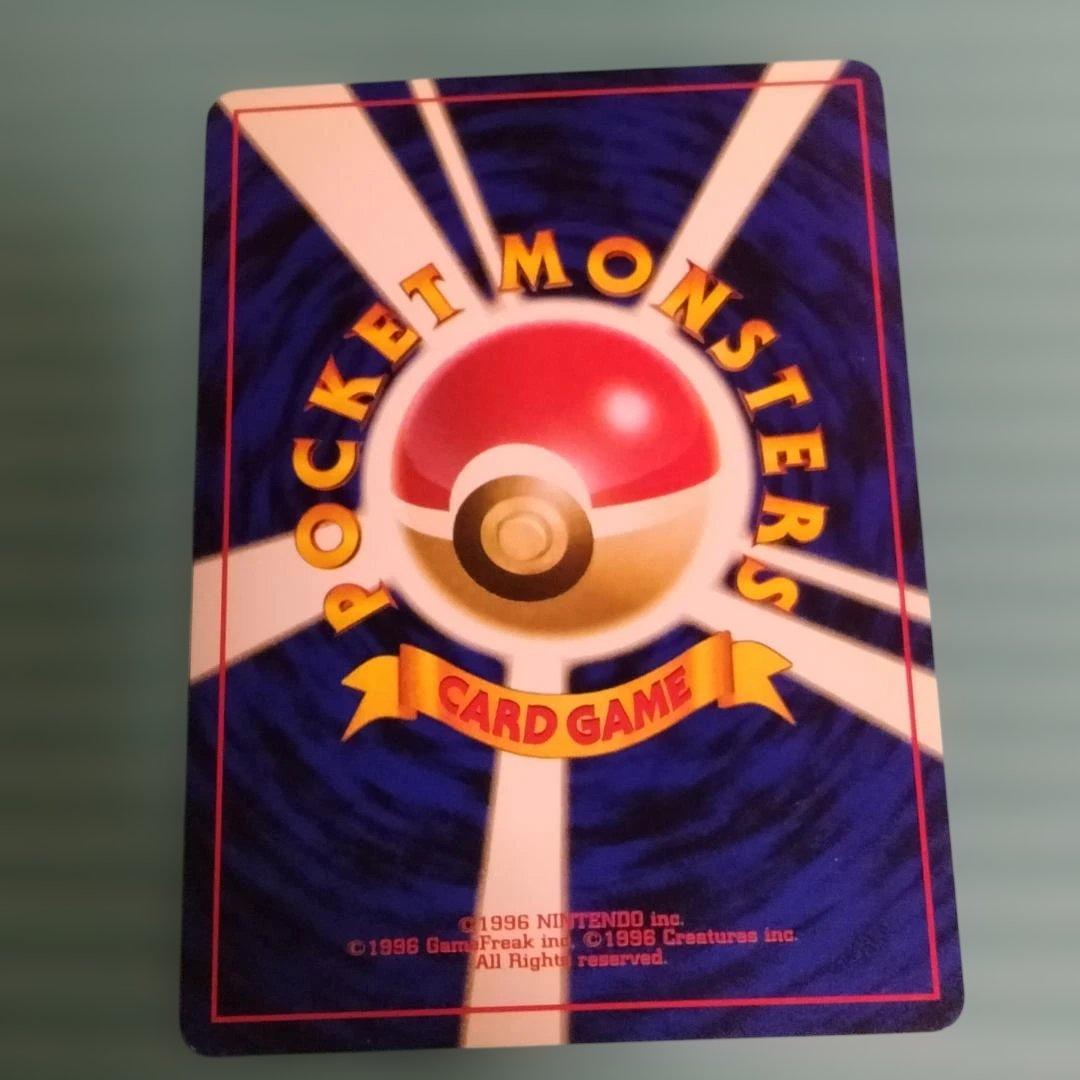 POCKET MONSTERS
CARD GAME
©1996 NINTENDO inc.
©1996 GameFreak inc. ©1996 Creatures inc.
All Rights reserved.